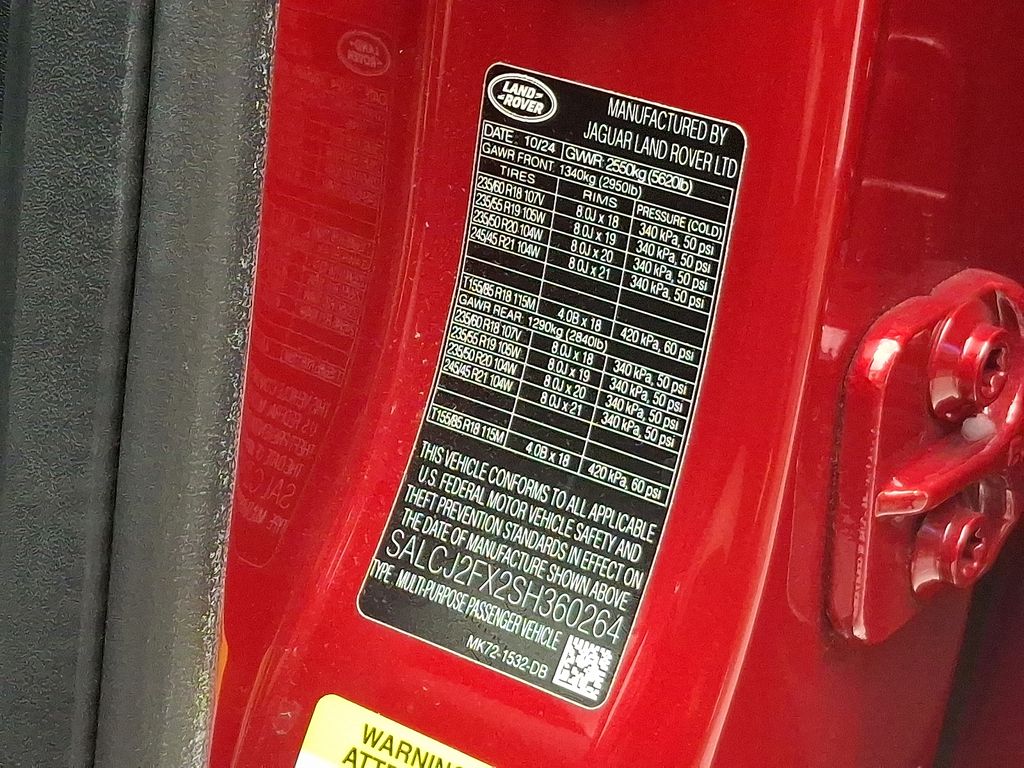 LAND-
-ROVER
MANUFACTURED BY
JAGUAR LAND ROVER LTD
DATE: 10/24 GVWR: 2550kg (5620lb)
GAWR FRONT: 1340kg (2950lb)
TIRES RIMS PRESSURE (COLD)
235/60 R18 107V 8.0J x 18 340 kPa, 50 psi
235/55 R19 105W 8.0J x 19 340 kPa, 50 psi
235/50 R20 104W 8.0J x 20 340 kPa, 50 psi
245/45 R21 104W 8.0J x 21 340 kPa, 50 psi
T155/85 R18 115M 4.0B x 18 420 kPa, 60 psi
GAWR REAR: 1290kg (2840lb)
235/60 R18 107V 8.0J x 18 340 kPa, 50 psi
235/55 R19 105W 8.0J x 19 340 kPa, 50 psi
235/50 R20 104W 8.0J x 20 340 kPa, 50 psi
245/45 R21 104W 8.0J x 21 340 kPa, 50 psi
T155/85 R18 115M 4.0B x 18 420 kPa, 60 psi
THIS VEHICLE CONFORMS TO ALL APPLICABLE
U.S. FEDERAL MOTOR VEHICLE SAFETY AND
THEFT PREVENTION STANDARDS IN EFFECT ON
THE DATE OF MANUFACTURE SHOWN ABOVE
SALCJ2FX2SH360264
TYPE: MULTI-PURPOSE PASSENGER VEHICLE
MK72-1532-DB
WARNING